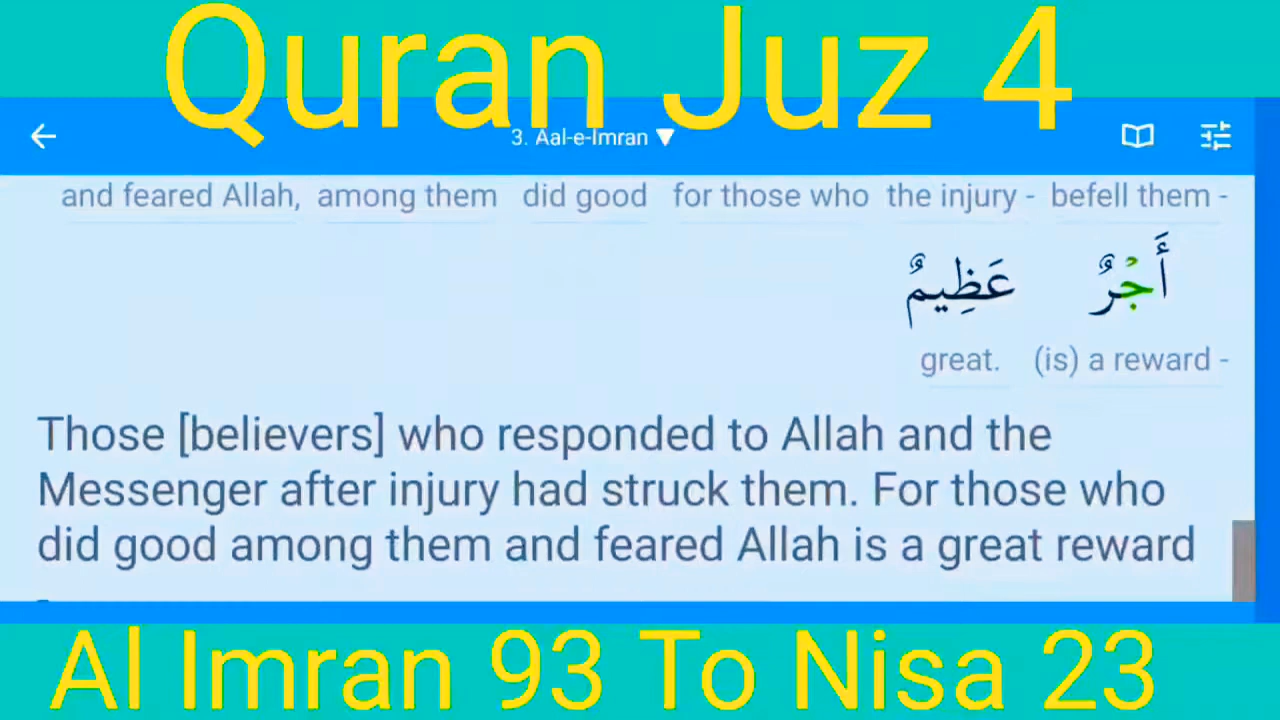 Quran Juz 4
3. Aal-e-Imran
and feared Allah, among them did good for those who the injury - befell them -
أَجْرٌ عَظِيمٌ
great. (is) a reward -
Those [believers] who responded to Allah and the
Messenger after injury had struck them. For those who
did good among them and feared Allah is a great reward
Al Imran 93 To Nisa 23